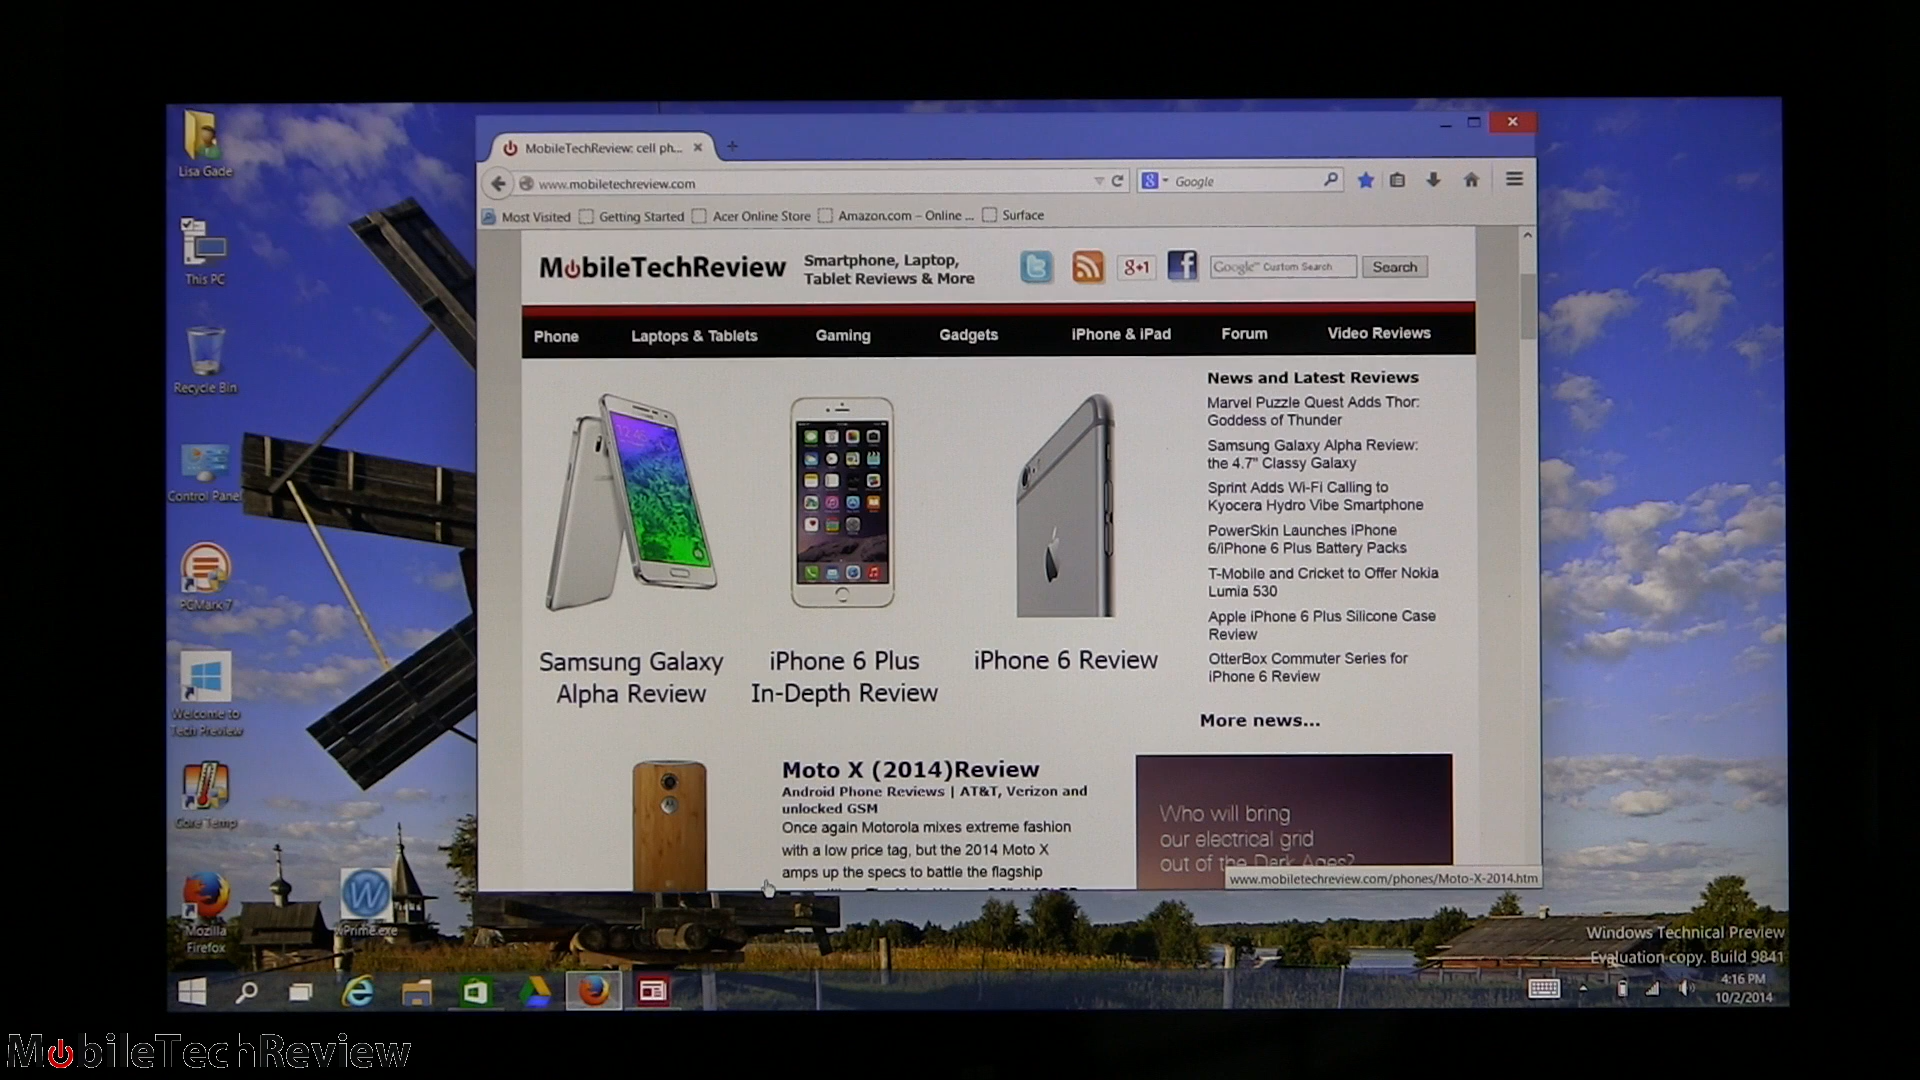 Lisa Gade
This PC
Recycle Bin
Control Panel
PCMark 7
Welcome to
Tech Preview
Core Temp
Mozilla
Firefox
wPrime.exe
MobileTechReview: cell ph...
www.mobiletechreview.com
Google
Most Visited
Getting Started
Acer Online Store
Amazon.com – Online ...
Surface
MobileTechReview
Smartphone, Laptop,
Tablet Reviews & More
g+1
Google™ Custom Search
Search
Phone Laptops & Tablets Gaming Gadgets iPhone & iPad Forum Video Reviews
12:46
Samsung Galaxy
Alpha Review
iPhone 6 Plus
In-Depth Review
iPhone 6 Review
News and Latest Reviews
Marvel Puzzle Quest Adds Thor:
Goddess of Thunder
Samsung Galaxy Alpha Review:
the 4.7" Classy Galaxy
Sprint Adds Wi-Fi Calling to
Kyocera Hydro Vibe Smartphone
PowerSkin Launches iPhone
6/iPhone 6 Plus Battery Packs
T-Mobile and Cricket to Offer Nokia
Lumia 530
Apple iPhone 6 Plus Silicone Case
Review
OtterBox Commuter Series for
iPhone 6 Review
More news...
Moto X (2014)Review
Android Phone Reviews | AT&T, Verizon and
unlocked GSM
Once again Motorola mixes extreme fashion
with a low price tag, but the 2014 Moto X
amps up the specs to battle the flagship
Who will bring
our electrical grid
out of the Dark Ages?
www.mobiletechreview.com/phones/Moto-X-2014.htm
Windows Technical Preview
Evaluation copy. Build 9841
4:16 PM
10/2/2014
MobileTechReview